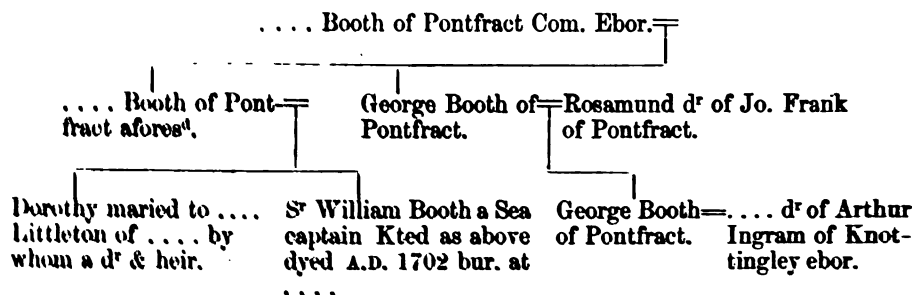 .... Booth of Pontfract Com. Ebor.
.... Booth of Pont-
fract aforesd.
George Booth of
Pontfract.
Rosamund dr of Jo. Frank
of Pontfract.
Dorothy maried to ....
Littleton of .... by
whom a dr & heir.
Sr William Booth a Sea
captain Kted as above
dyed A.D. 1702 bur. at
....
George Booth
of Pontfract.
.... dr of Arthur
Ingram of Knot-
tingley ebor.